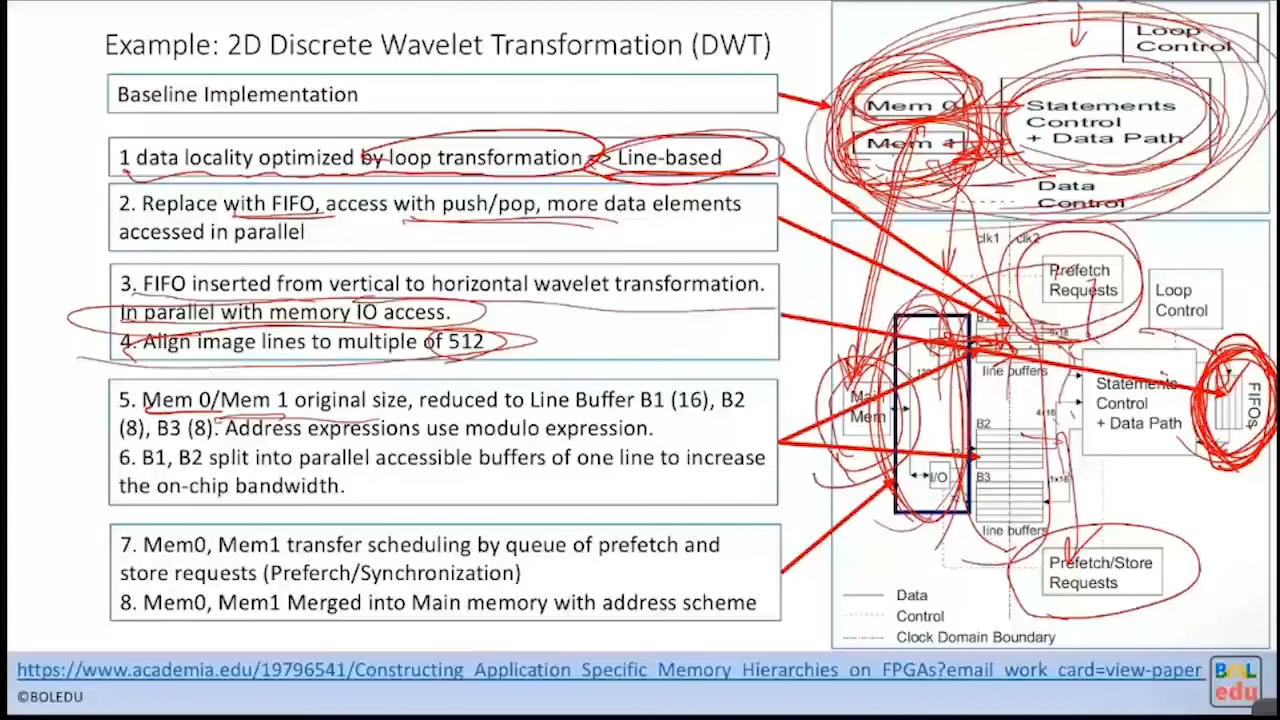 Example: 2D Discrete Wavelet Transformation (DWT)
Baseline Implementation
1 data locality optimized by loop transformation => Line-based
2. Replace with FIFO, access with push/pop, more data elements
accessed in parallel
3. FIFO inserted from vertical to horizontal wavelet transformation.
In parallel with memory IO access.
4. Align image lines to multiple of 512
5. Mem 0/Mem 1 original size, reduced to Line Buffer B1 (16), B2
(8), B3 (8). Address expressions use modulo expression.
6. B1, B2 split into parallel accessible buffers of one line to increase
the on-chip bandwidth.
7. Mem0, Mem1 transfer scheduling by queue of prefetch and
store requests (Preferch/Synchronization)
8. Mem0, Mem1 Merged into Main memory with address scheme
Loop
Control
Mem 0
Mem 1
Statements
Control
+ Data Path
Data
Control
clk1 clk2
Prefetch
Requests
Loop
Control
B1
line buffers
Main
Mem
Statements
Control
+ Data Path
FIFOs
4x18
B2
I/O
B3
1x18
line buffers
Prefetch/Store
Requests
Data
Control
Clock Domain Boundary
https://www.academia.edu/19796541/Constructing_Application_Specific_Memory_Hierarchies_on_FPGAs?email_work_card=view-paper
©BOLEDU
BOL
edu